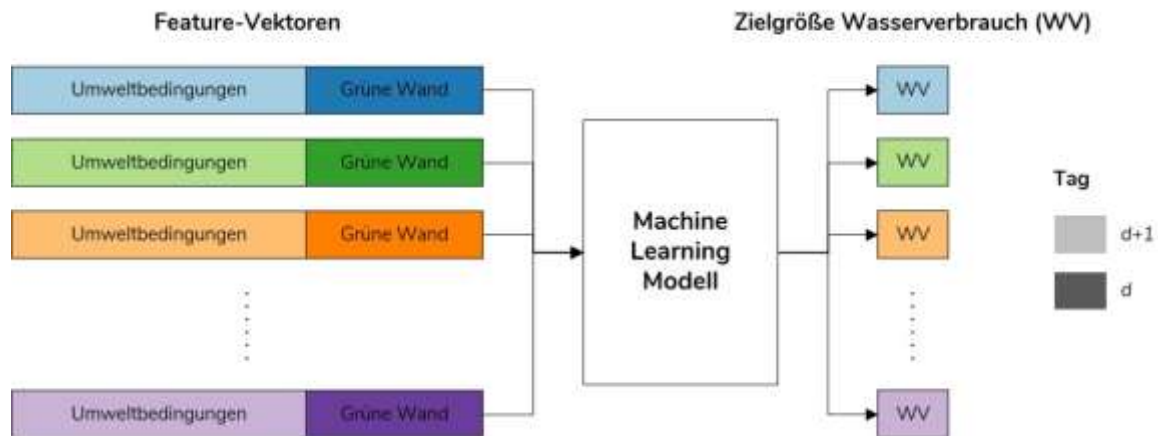 Feature-Vektoren
Zielgröße Wasserverbrauch (WV)
Umweltbedingungen Grüne Wand
WV
Umweltbedingungen Grüne Wand
WV
Umweltbedingungen Grüne Wand
WV
Machine
Learning
Modell
Tag
d+1
d
Umweltbedingungen Grüne Wand
WV